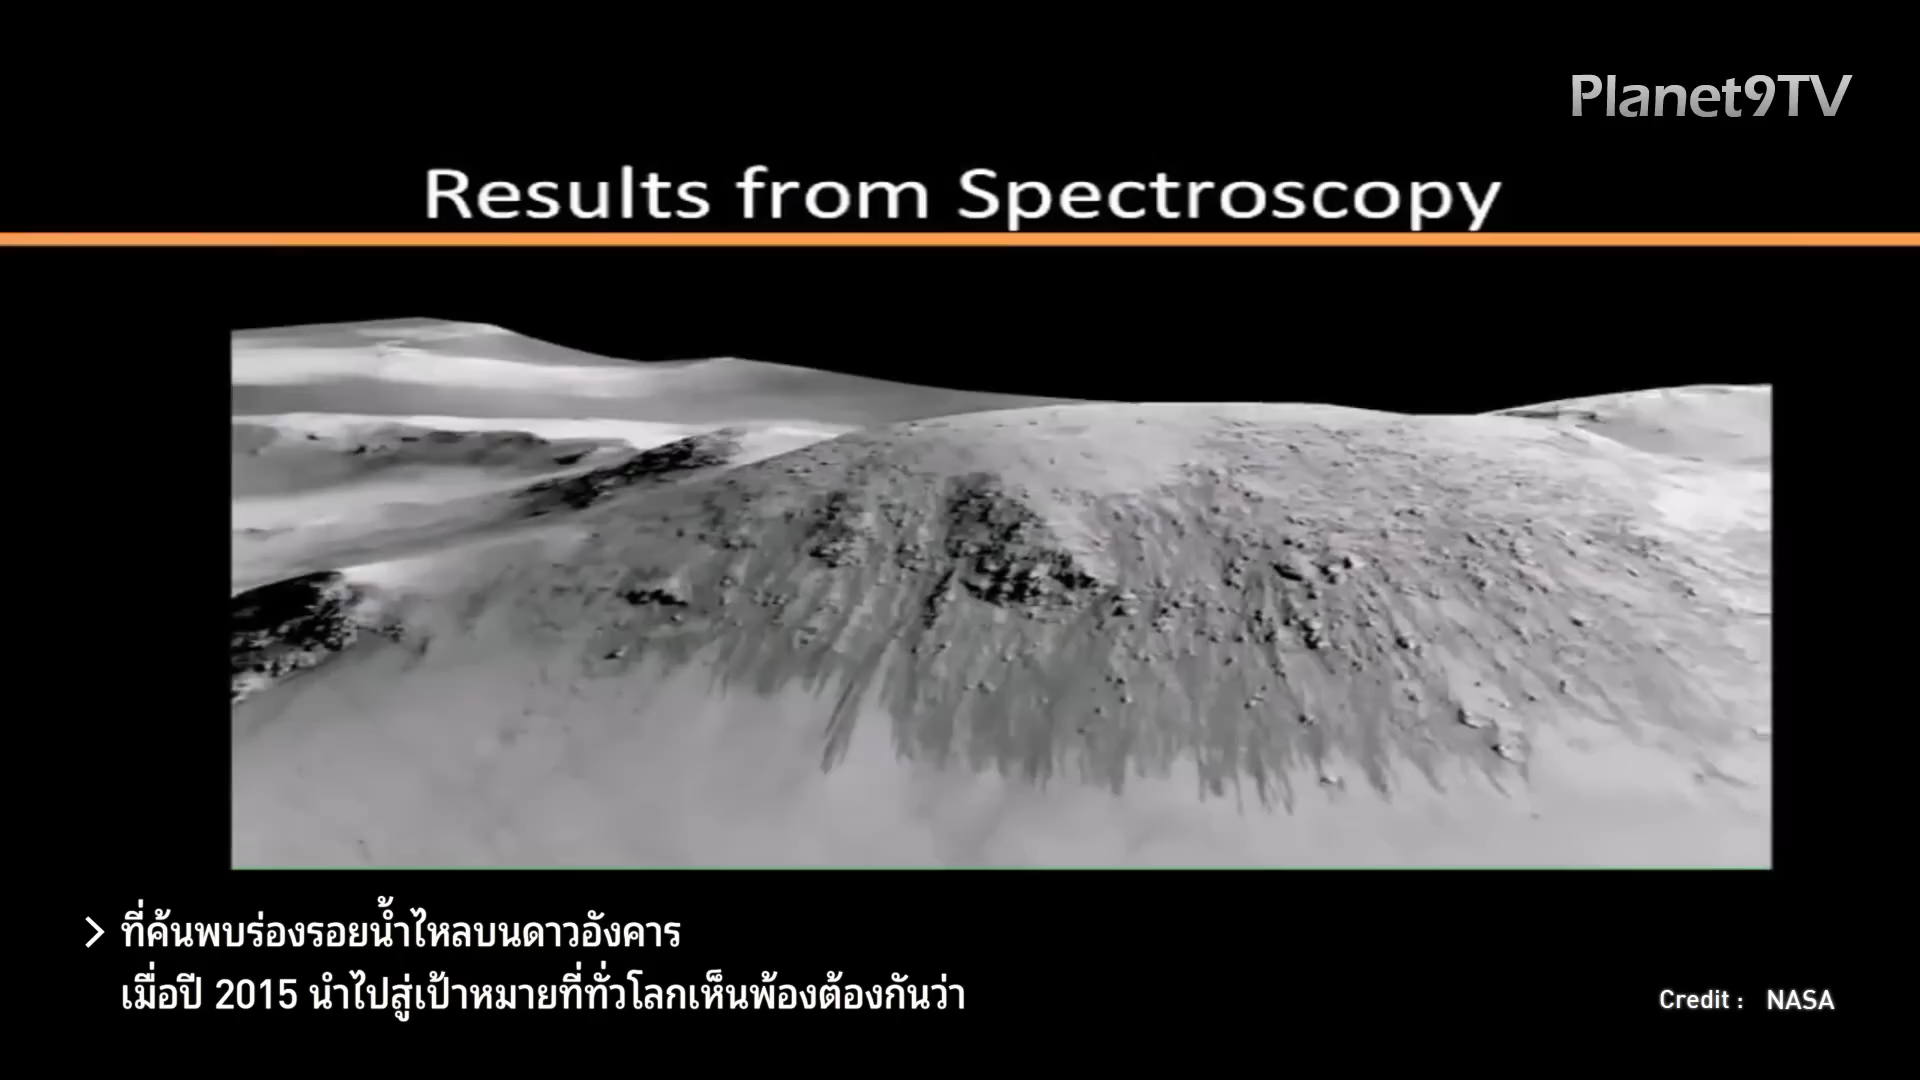 Planet9TV
Results from Spectroscopy
> ที่ค้นพบร่องรอยน้ำไหลบนดาวอังคาร
เมื่อปี 2015 นำไปสู่เป้าหมายที่ทั่วโลกเห็นพ้องต้องกันว่า
Credit : NASA